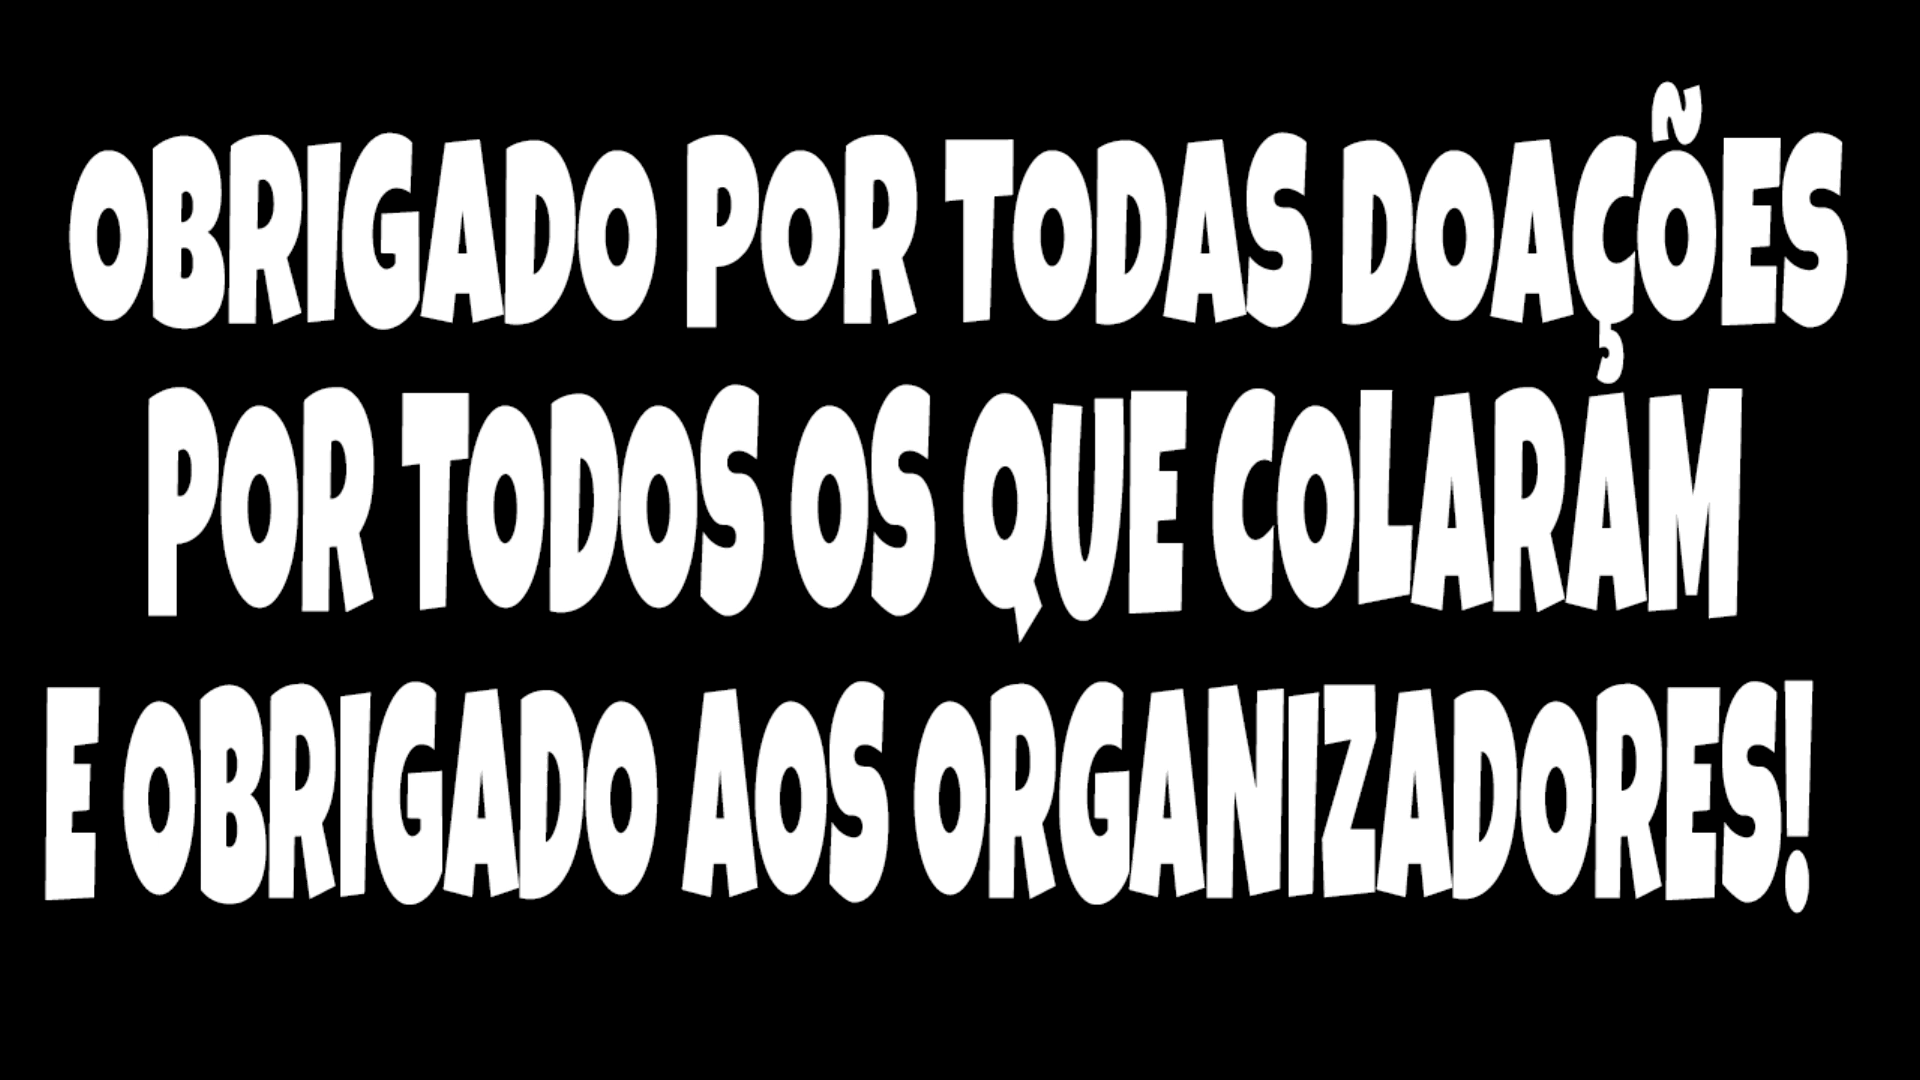 OBRIGADO POR TODAS DOAÇÕES
POR TODOS OS QUE COLARAM
E OBRIGADO AOS ORGANIZADORES!